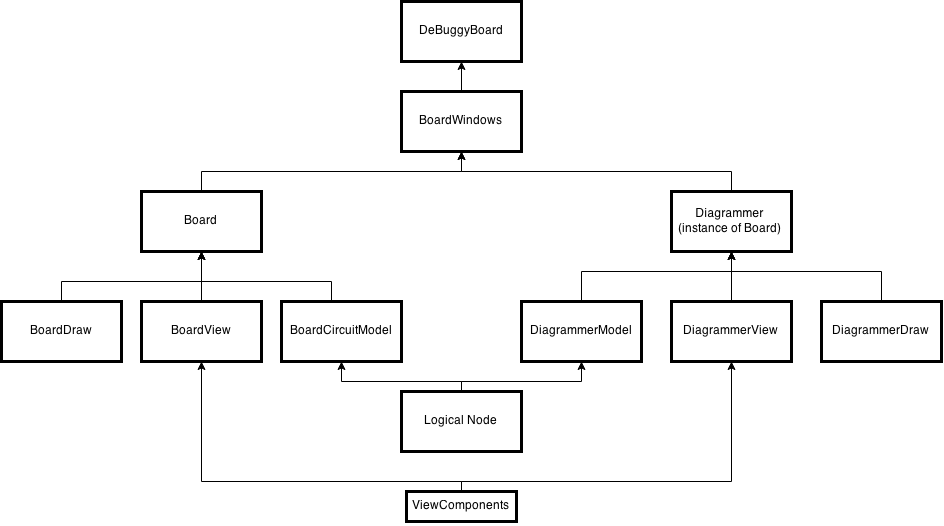 DeBuggyBoard
BoardWindows
Board
Diagrammer
(instance of Board)
BoardDraw
BoardView
BoardCircuitModel
DiagrammerModel
DiagrammerView
DiagrammerDraw
Logical Node
ViewComponents